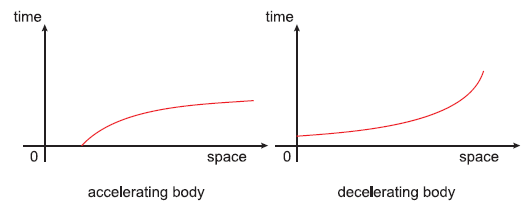 time
0
space
accelerating body
time
0
space
decelerating body